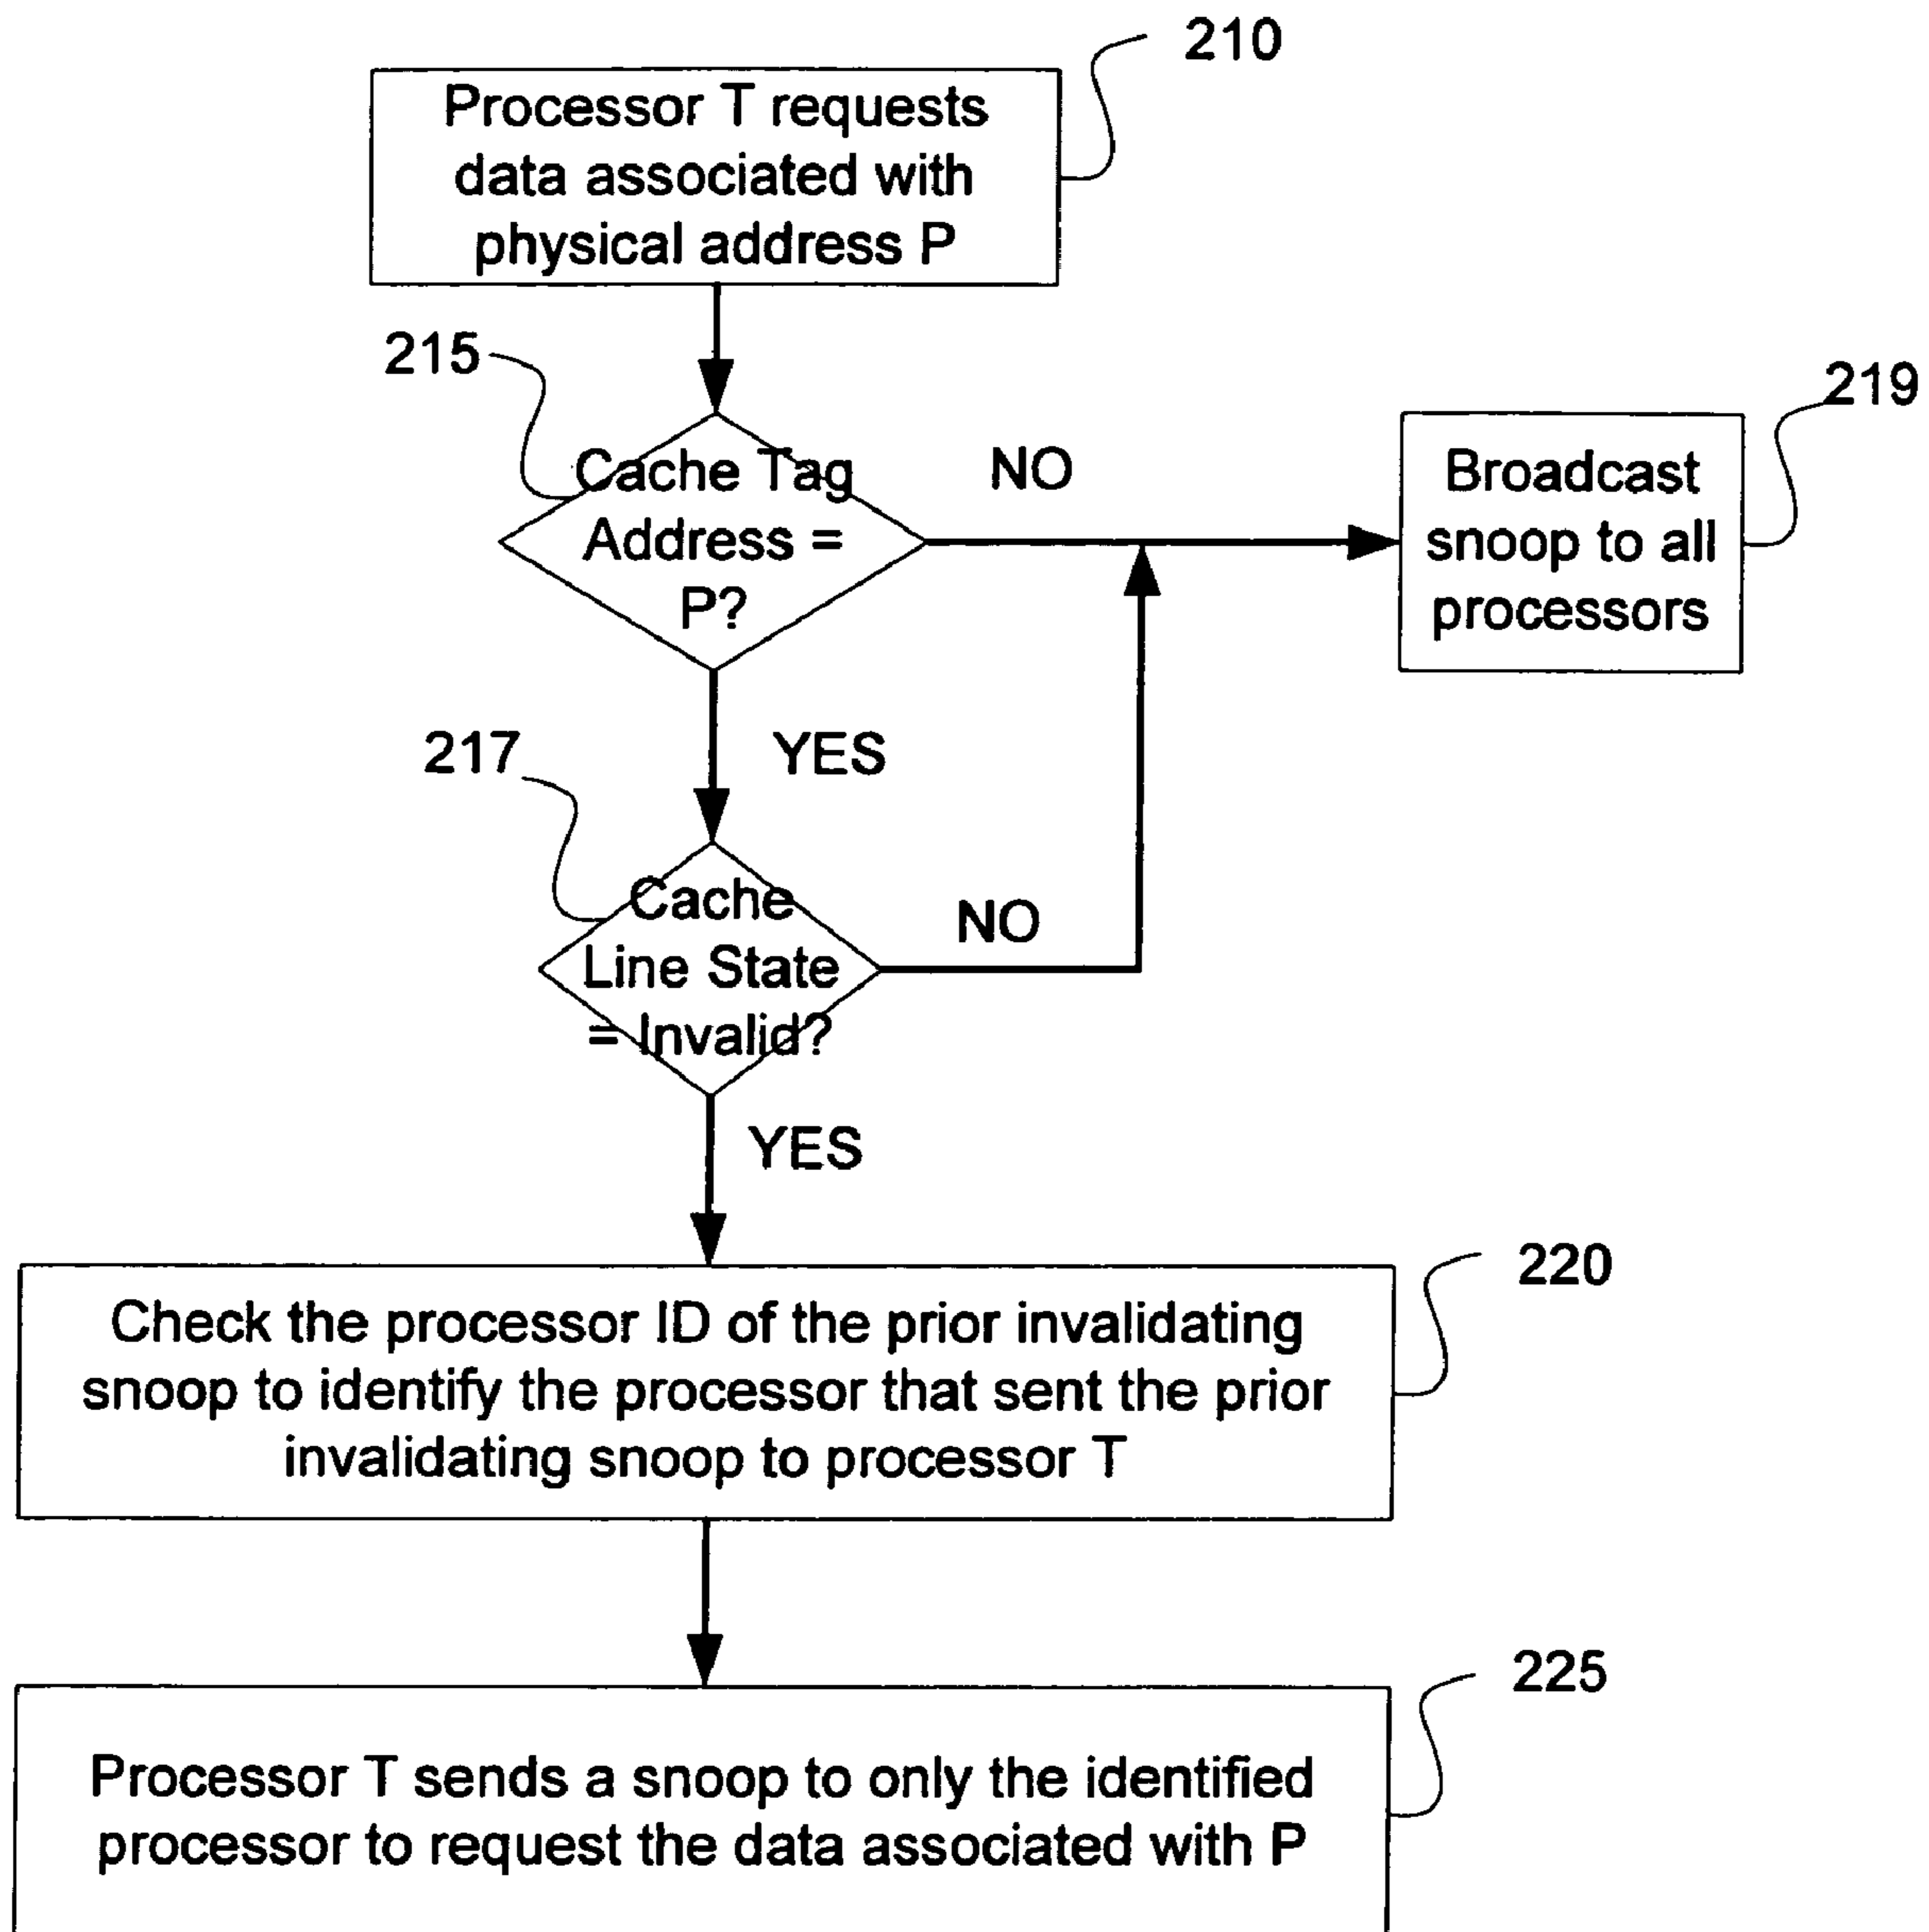 210
Processor T requests
data associated with
physical address P
215
219
Cache Tag
Address =
P?
NO
Broadcast
snoop to all
processors
YES
217
Cache
Line State
= Invalid?
NO
YES
220
Check the processor ID of the prior invalidating
snoop to identify the processor that sent the prior
invalidating snoop to processor T
225
Processor T sends a snoop to only the identified
processor to request the data associated with P